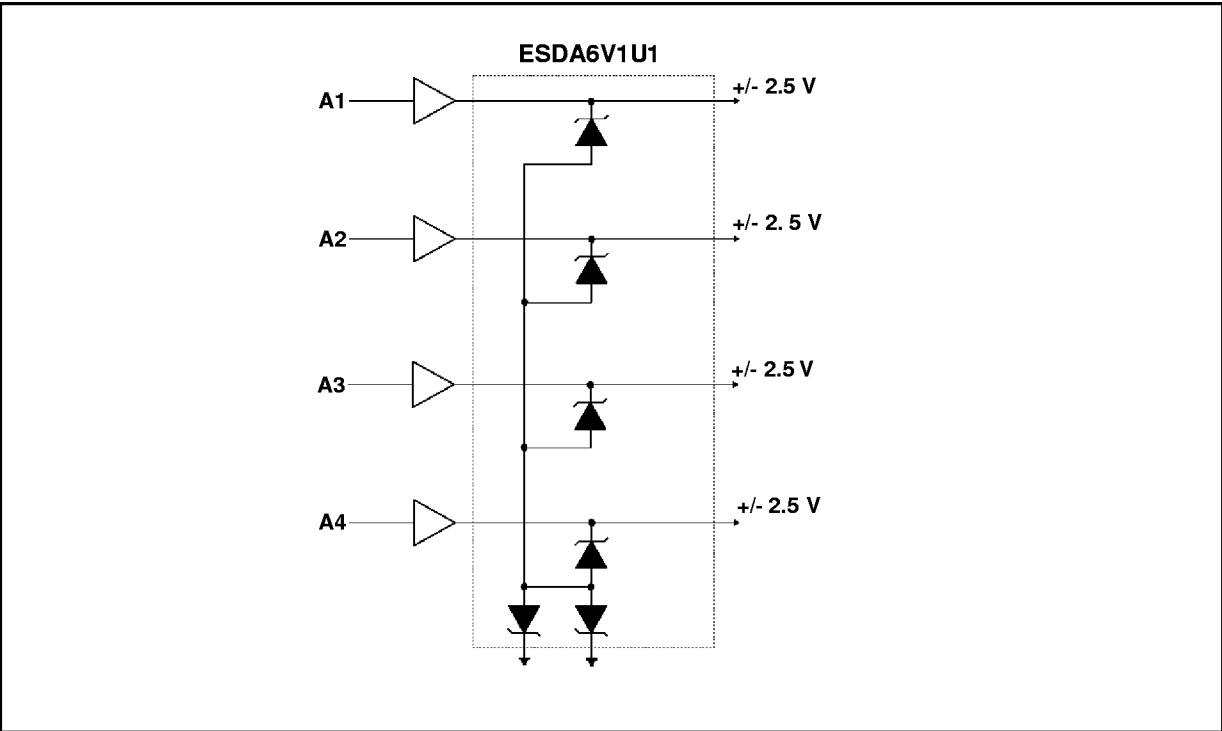 ESDA6V1U1
A1
+/- 2.5 V
A2
+/- 2. 5 V
A3
+/- 2.5 V
A4
+/- 2.5 V